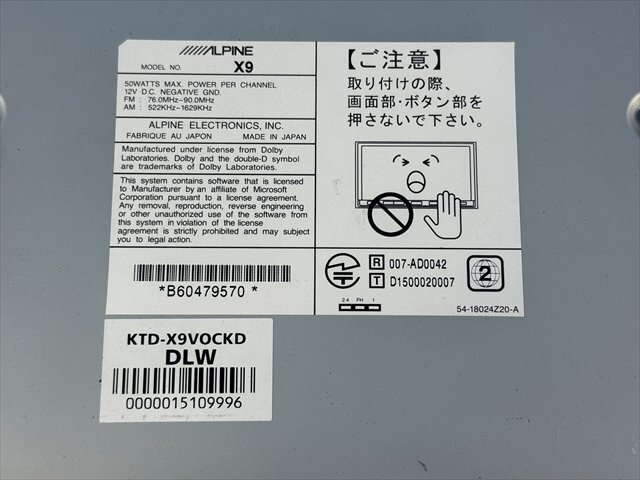 ALPINE
MODEL NO. X9
50WATTS MAX. POWER PER CHANNEL
12V D.C. NEGATIVE GND.
FM : 76.0MHz-90.0MHz
AM : 522KHz-1629KHz
ALPINE ELECTRONICS, INC.
FABRIQUE AU JAPON MADE IN JAPAN
Manufactured under license from Dolby
Laboratories. Dolby and the double-D symbol
are trademarks of Dolby Laboratories.
This system contains software that is licensed
to Manufacturer by an affiliate of Microsoft
Corporation pursuant to a license agreement.
Any removal, reproduction, reverse engineering
or other unauthorized use of the software from
this system in violation of the license
agreement is strictly prohibited and may subject
you to legal action.
*B60479570*
【ご注意】
取り付けの際、
画面部・ボタン部を
押さないで下さい。
R 007-AD0042
T D1500020007
2
2.4 FH 1
54-18024Z20-A
KTD-X9VOCKD
DLW
0000015109996